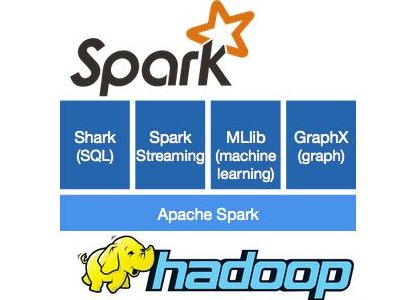 Spark
Shark
(SQL)
Spark
Streaming
MLlib
(machine
learning)
GraphX
(graph)
Apache Spark
hadoop